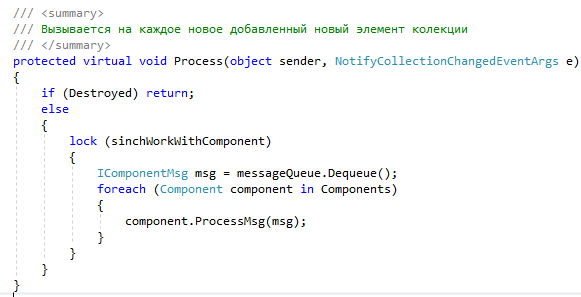 /// <summary>
/// Вызывается на каждое новое добавленный новый элемент колекции
/// </summary>
protected virtual void Process(object sender, NotifyCollectionChangedEventArgs e)
{
    if (Destroyed) return;
    else
    {
        lock (sinchWorkWithComponent)
        {
            IComponentMsg msg = messageQueue.Dequeue();
            foreach (Component component in Components)
            {
                component.ProcessMsg(msg);
            }
        }
    }
}